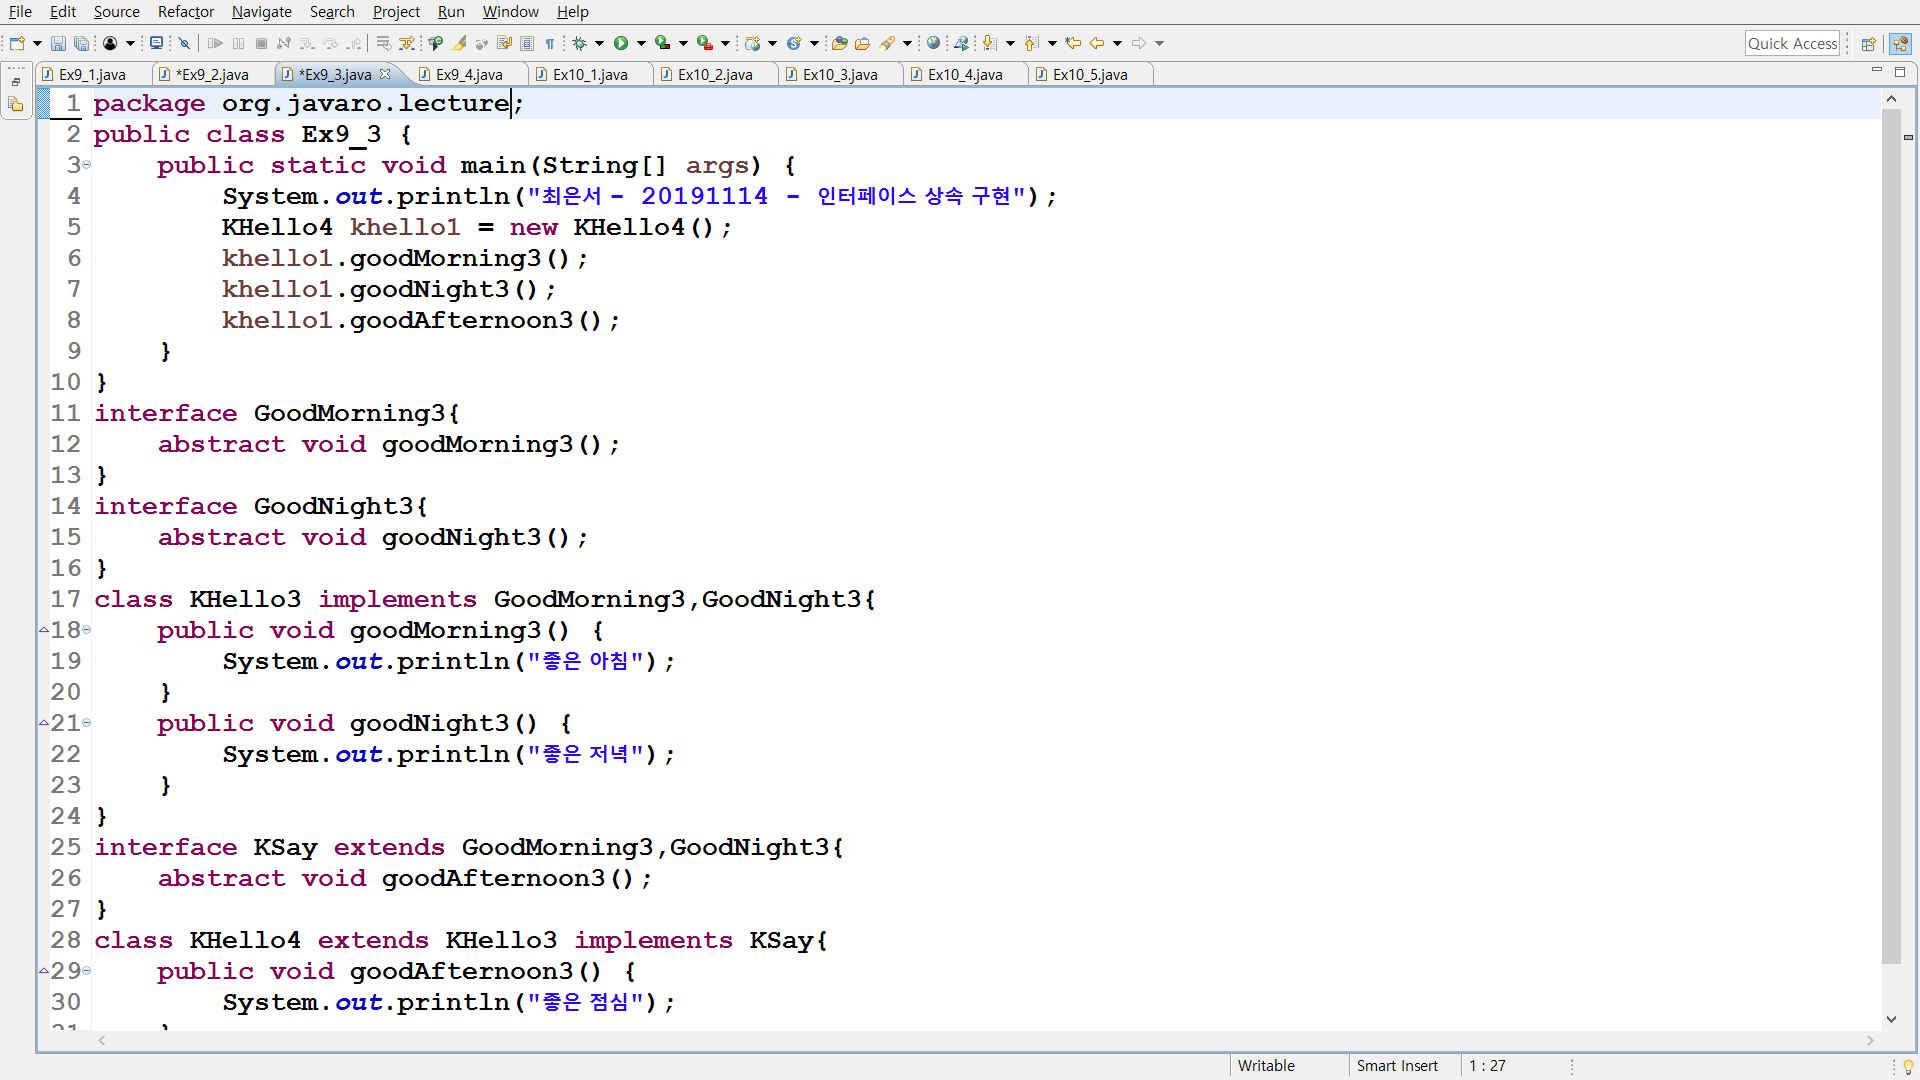 File Edit Source Refactor Navigate Search Project Run Window Help
Quick Access
Ex9_1.java *Ex9_2.java *Ex9_3.java Ex9_4.java Ex10_1.java Ex10_2.java Ex10_3.java Ex10_4.java Ex10_5.java
1 package org.javaro.lecture;
2 public class Ex9_3 {
3 public static void main(String[] args) {
4 System.out.println("최은서 - 20191114 - 인터페이스 상속 구현");
5 KHello4 khello1 = new KHello4();
6 khello1.goodMorning3();
7 khello1.goodNight3();
8 khello1.goodAfternoon3();
9 }
10 }
11 interface GoodMorning3{
12 abstract void goodMorning3();
13 }
14 interface GoodNight3{
15 abstract void goodNight3();
16 }
17 class KHello3 implements GoodMorning3,GoodNight3{
18 public void goodMorning3() {
19 System.out.println("좋은 아침");
20 }
21 public void goodNight3() {
22 System.out.println("좋은 저녁");
23 }
24 }
25 interface KSay extends GoodMorning3,GoodNight3{
26 abstract void goodAfternoon3();
27 }
28 class KHello4 extends KHello3 implements KSay{
29 public void goodAfternoon3() {
30 System.out.println("좋은 점심");
31 }
Writable Smart Insert 1 : 27